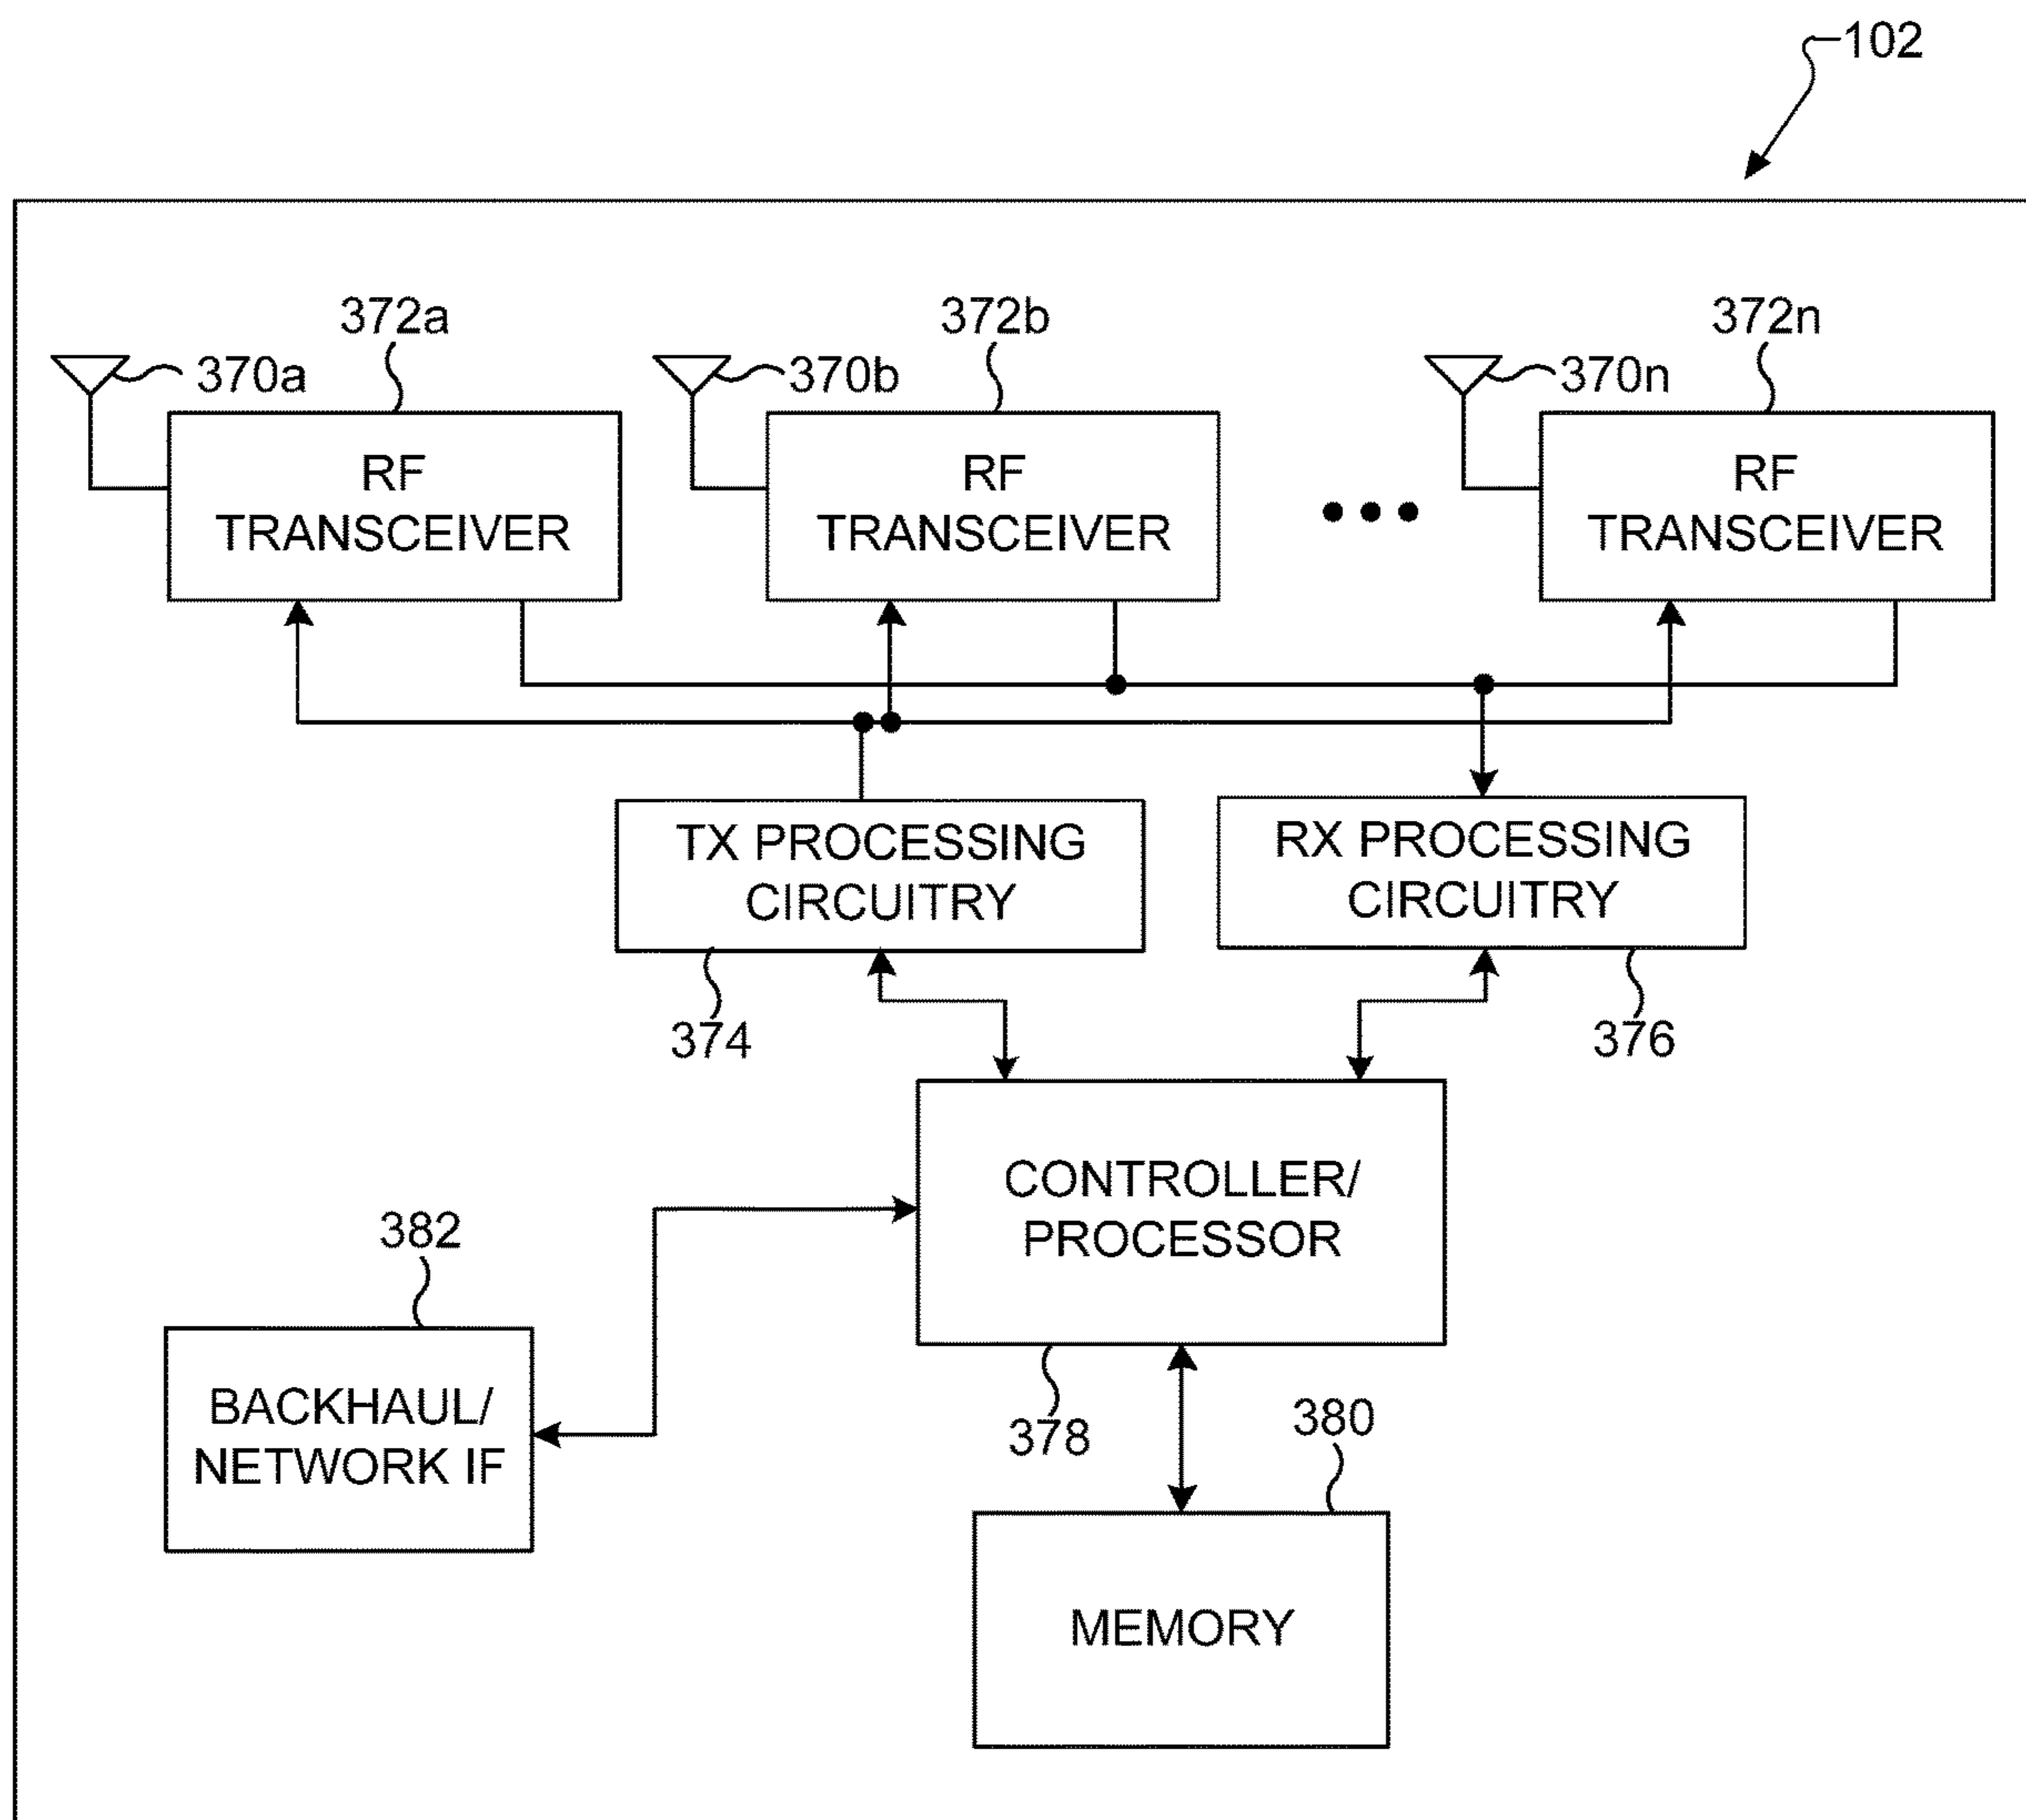 102
372a
372b
372n
370a
370b
370n
RF
TRANSCEIVER
RF
TRANSCEIVER
RF
TRANSCEIVER
TX PROCESSING
CIRCUITRY
RX PROCESSING
CIRCUITRY
374
376
CONTROLLER/
PROCESSOR
382
BACKHAUL/
NETWORK IF
378
380
MEMORY